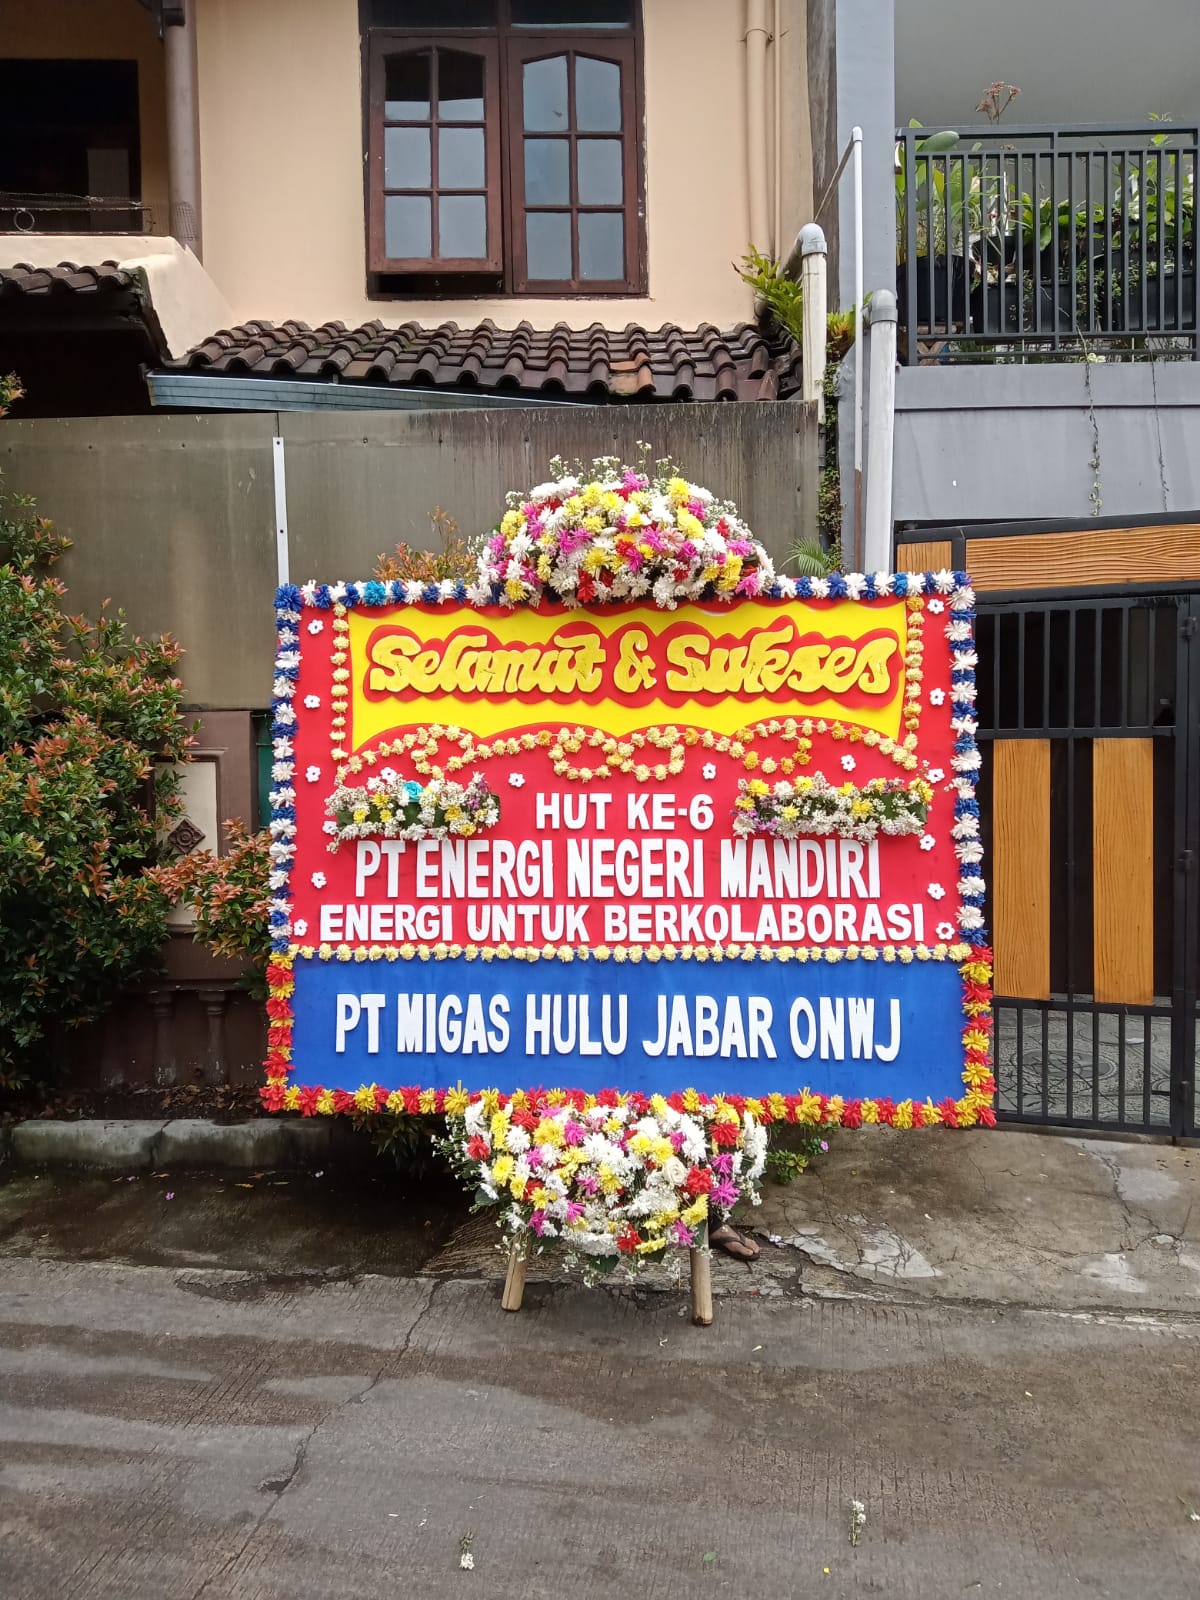 Selamat & Sukses
HUT KE-6
PT ENERGI NEGERI MANDIRI
ENERGI UNTUK BERKOLABORASI
PT MIGAS HULU JABAR ONWJ